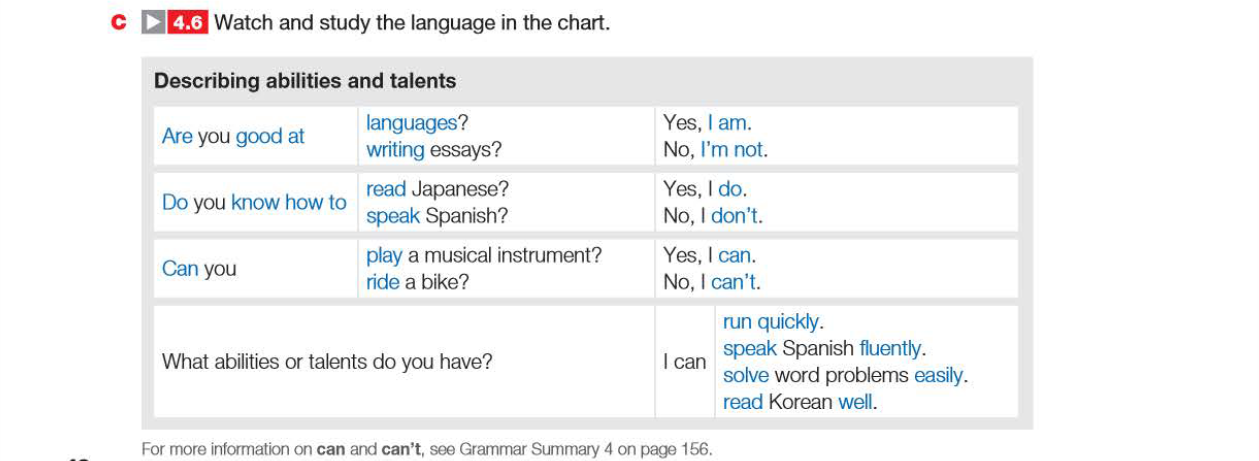 C 4.6 Watch and study the language in the chart.
Describing abilities and talents
Are you good at
languages?
writing essays?
Yes, I am.
No, I'm not.
Do you know how to
read Japanese?
speak Spanish?
Yes, I do.
No, I don't.
Can you
play a musical instrument?
ride a bike?
Yes, I can.
No, I can't.
What abilities or talents do you have?
I can
run quickly.
speak Spanish fluently.
solve word problems easily.
read Korean well.
For more information on can and can't, see Grammar Summary 4 on page 156.